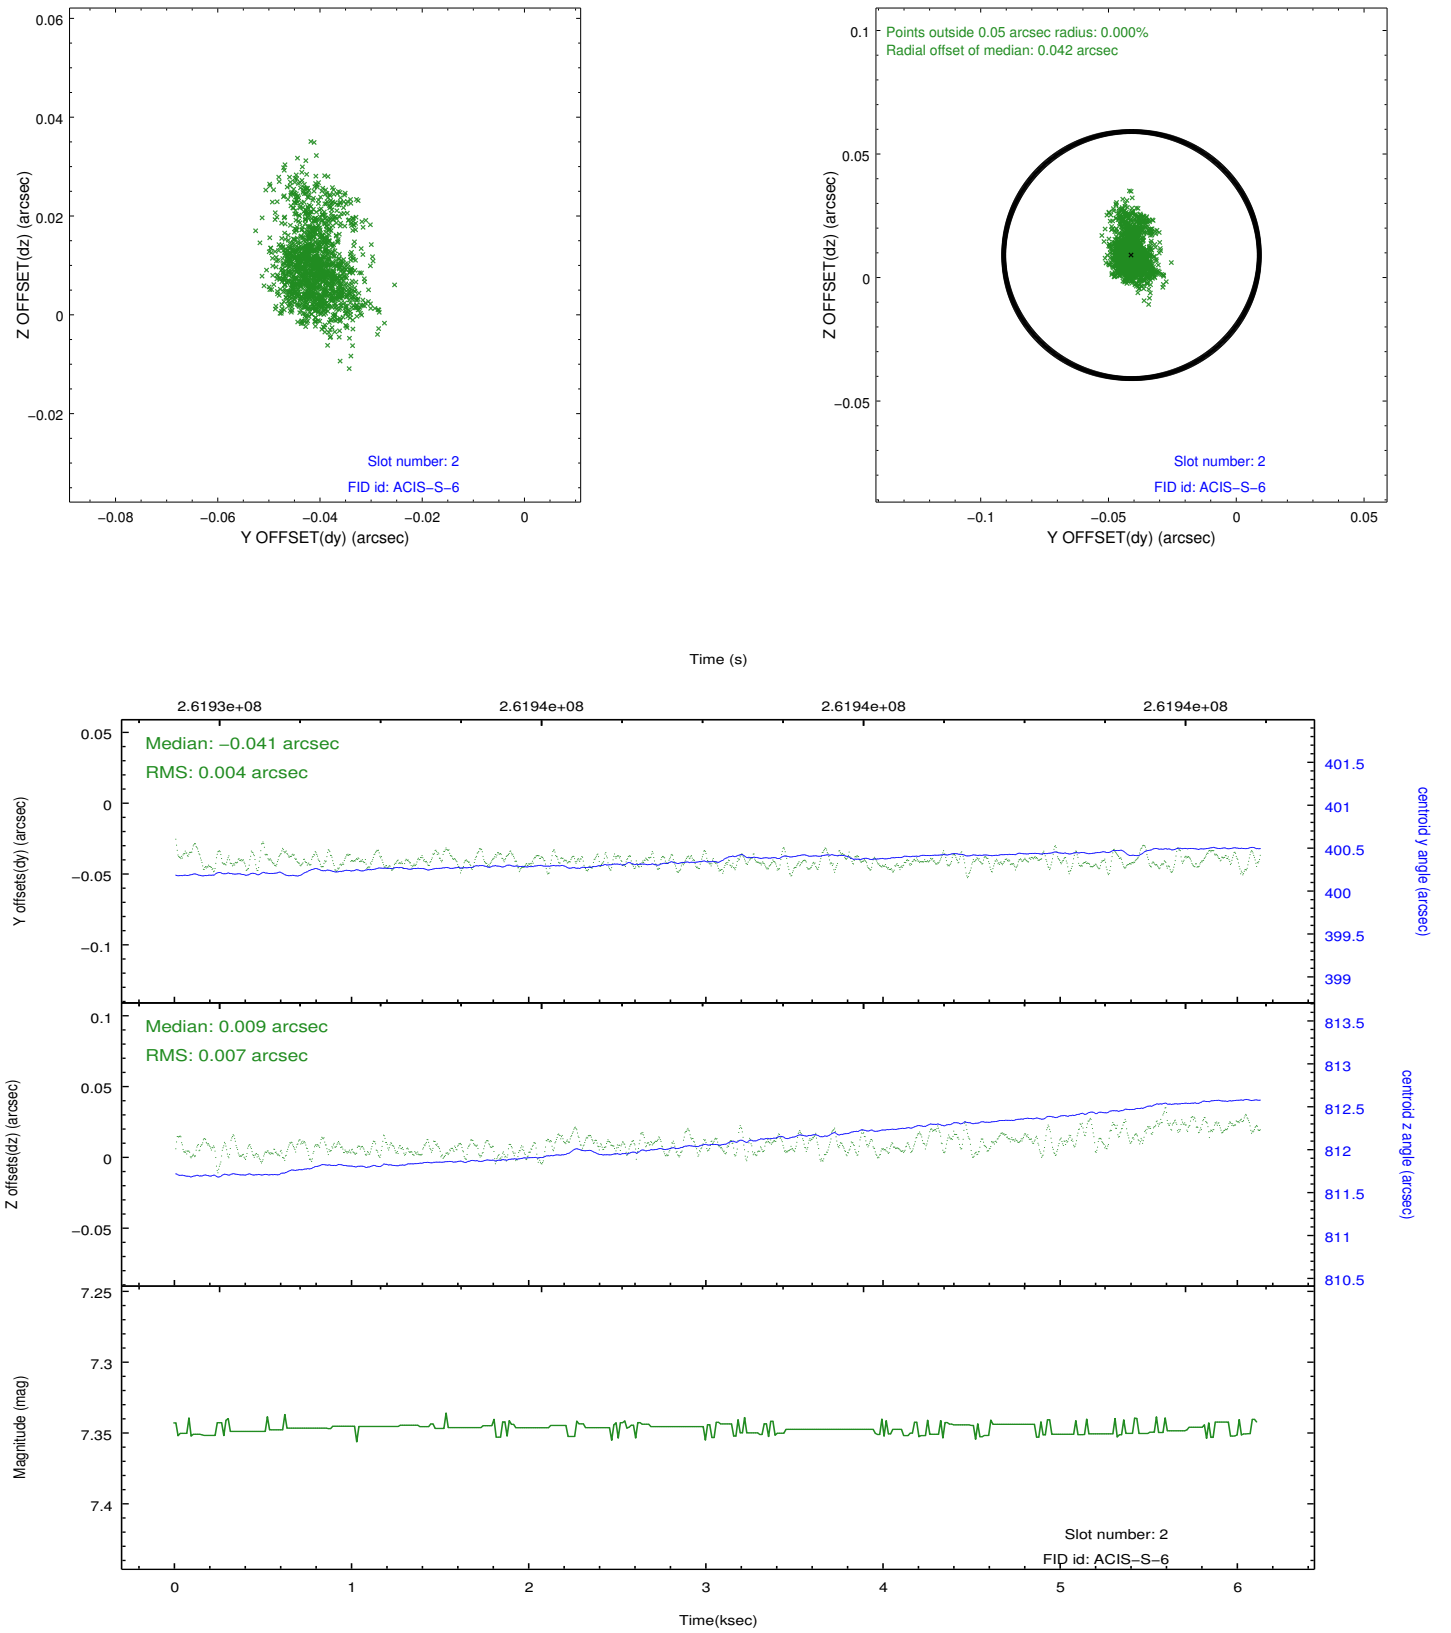 0.06
0.04
0.02
0
−0.02
Z OFFSET(dz) (arcsec)
Slot number: 2
FID id: ACIS−S−6
−0.08 −0.06 −0.04 −0.02 0
Y OFFSET(dy) (arcsec)
Points outside 0.05 arcsec radius: 0.000%
Radial offset of median: 0.042 arcsec
0.1
0.05
0
−0.05
Z OFFSET(dz) (arcsec)
Slot number: 2
FID id: ACIS−S−6
−0.1 −0.05 0 0.05
Y OFFSET(dy) (arcsec)
Time (s)
2.6193e+08 2.6194e+08 2.6194e+08 2.6194e+08
Median: −0.041 arcsec
RMS: 0.004 arcsec
0.05
0
−0.05
−0.1
Y offsets(dy) (arcsec)
401.5
401
400.5
400
399.5
399
centroid y angle (arcsec)
Median: 0.009 arcsec
RMS: 0.007 arcsec
0.1
0.05
0
−0.05
Z offsets(dz) (arcsec)
813.5
813
812.5
812
811.5
811
810.5
centroid z angle (arcsec)
7.25
7.3
7.35
7.4
Magnitude (mag)
Slot number: 2
FID id: ACIS−S−6
0 1 2 3 4 5 6
Time(ksec)